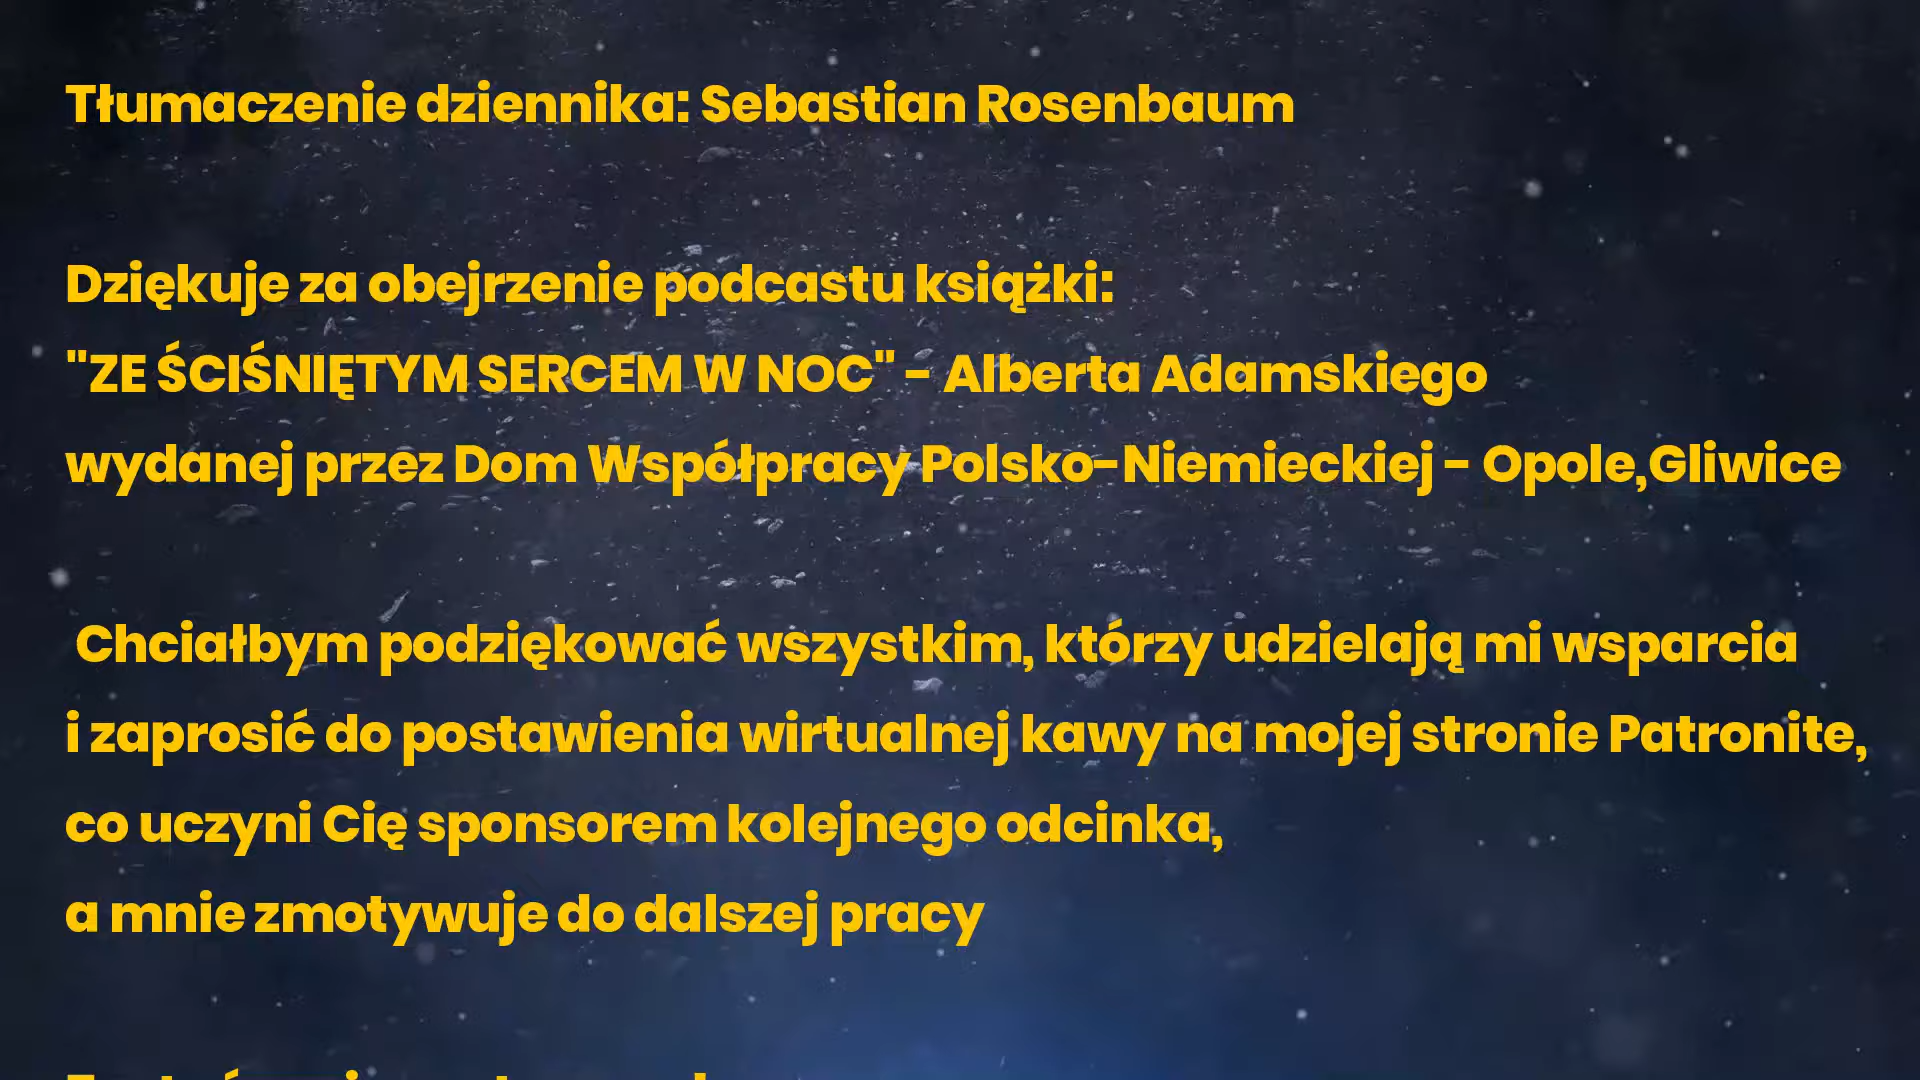 Tłumaczenie dziennika: Sebastian Rosenbaum
Dziękuje za obejrzenie podcastu książki:
"ZE ŚCIŚNIĘTYM SERCEM W NOC" - Alberta Adamskiego
wydanej przez Dom Współpracy Polsko-Niemieckiej - Opole,Gliwice
Chciałbym podziękować wszystkim, którzy udzielają mi wsparcia
i zaprosić do postawienia wirtualnej kawy na mojej stronie Patronite,
co uczyni Cię sponsorem kolejnego odcinka,
a mnie zmotywuje do dalszej pracy